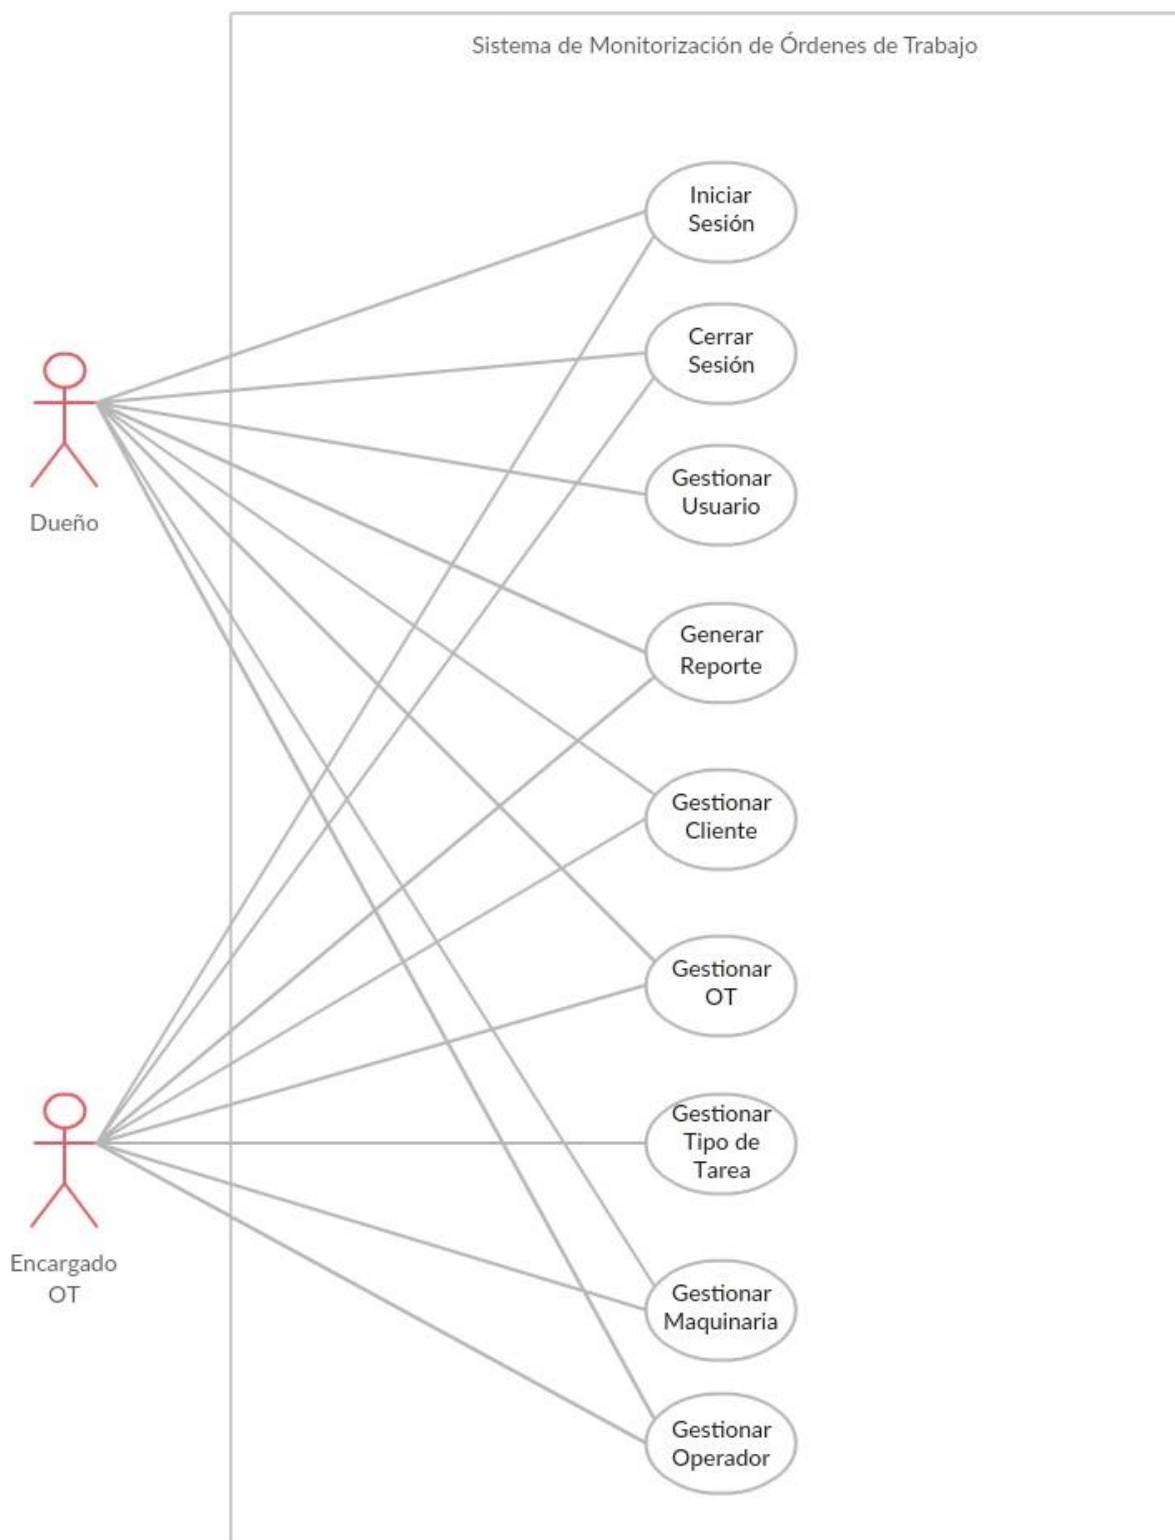 Sistema de Monitorización de Órdenes de Trabajo
Iniciar
Sesión
Cerrar
Sesión
Gestionar
Usuario
Dueño
Generar
Reporte
Gestionar
Cliente
Gestionar
OT
Gestionar
Tipo de
Tarea
Encargado
OT
Gestionar
Maquinaria
Gestionar
Operador